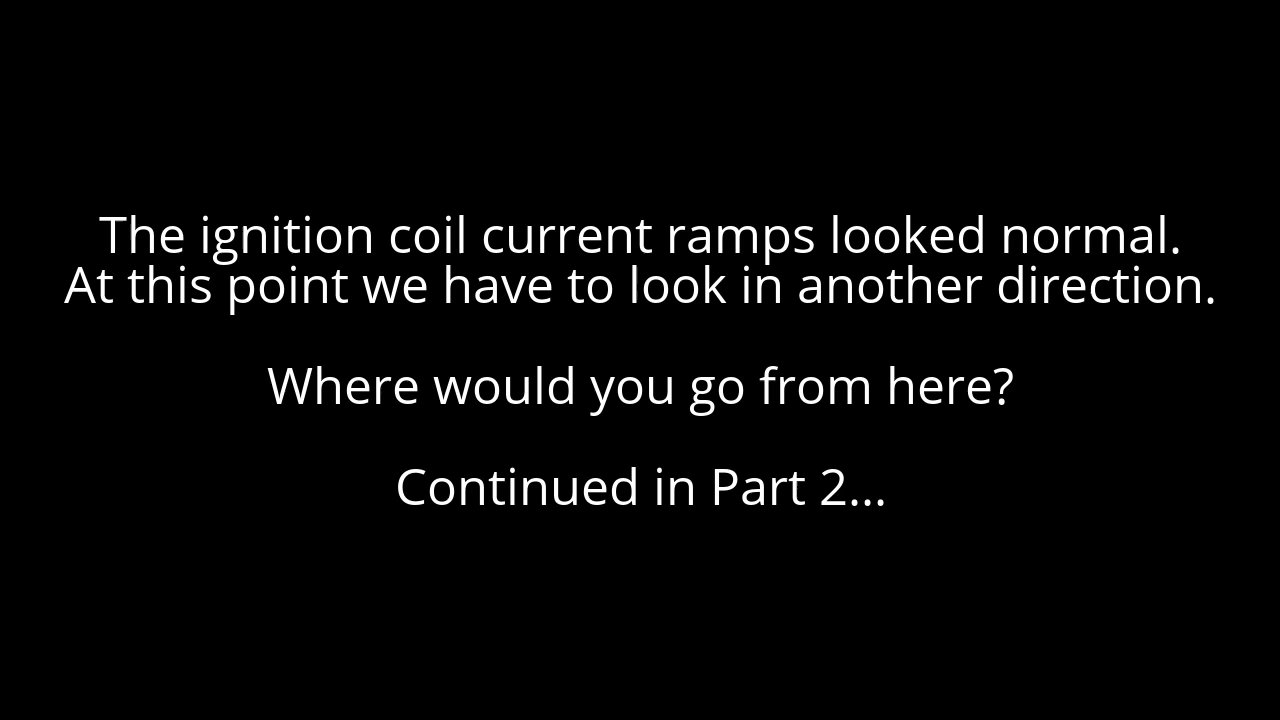 The ignition coil current ramps looked normal.
At this point we have to look in another direction.
Where would you go from here?
Continued in Part 2...